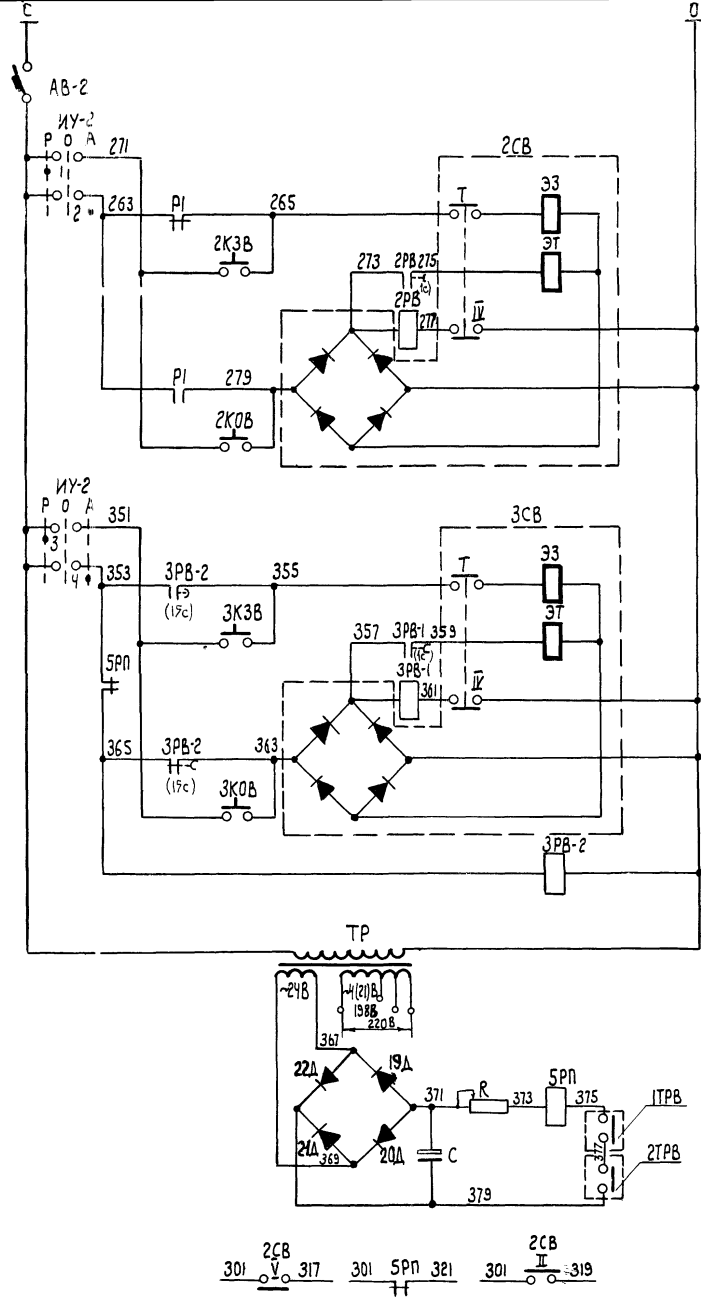 С О
АВ-2
ИУ-2
Р О А 271
1
2СВ
263 Р1 265 Т ЭЗ
2
2КЗВ
273 2РВ 275 ЭТ
(1с)
2РВ
277 IV
Р1 279
2КОВ
ИУ-2
Р О А 351
3
3СВ
353 3РВ-2 355 Т ЭЗ
4 (15с)
3КЗВ
357 3РВ-1 359 ЭТ
(1с)
5РП
3РВ-1
361 IV
365 3РВ-2 363
(15с)
3КОВ
3РВ-2
ТР
~24В ~4(21)В
198В
220В
367
22Д 19Д
371 R 373 5РП 375
1ТРВ
377
21Д 369 20Д С
2ТРВ
379
2СВ 2СВ
301 V 317 301 5РП 321 301 II 319